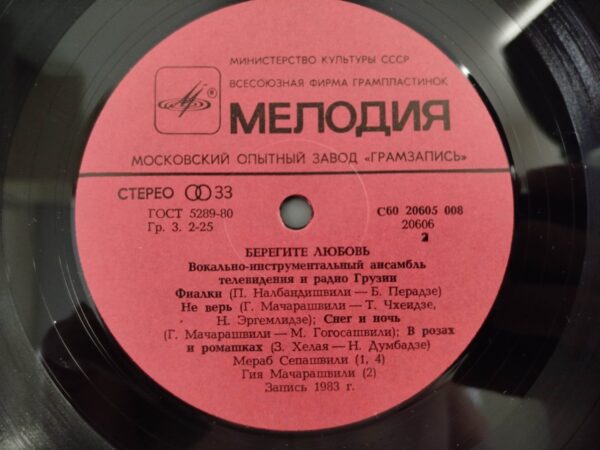 МИНИСТЕРСТВО КУЛЬТУРЫ СССР
ВСЕСОЮЗНАЯ ФИРМА ГРАМПЛАСТИНОК
®
МЕЛОДИЯ
МОСКОВСКИЙ ОПЫТНЫЙ ЗАВОД «ГРАМЗАПИСЬ»
СТЕРЕО 33
ГОСТ 5289-80
Гр. 3. 2-25
С60 20605 008
20606
2
БЕРЕГИТЕ ЛЮБОВЬ
Вокально-инструментальный ансамбль
телевидения и радио Грузии
Фиалки (П. Налбандишвили — Б. Перадзе)
Не верь (Г. Мачарашвили — Т. Чхеидзе,
Н. Эргемлидзе); Снег и ночь
(Г. Мачарашвили — М. Гогосашвили); В розах
и ромашках (З. Хелая — Н. Думбадзе)
Мераб Сепашвили (1, 4)
Гия Мачарашвили (2)
Запись 1983 г.